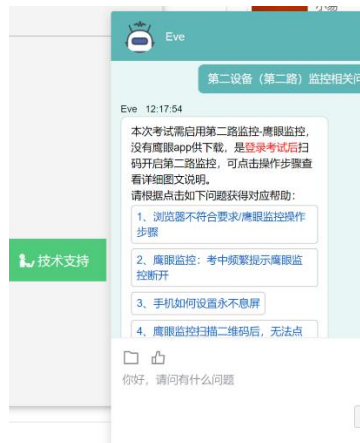 Eve
第二设备（第二路）监控相关问
Eve 12:17:54
本次考试需启用第二路监控-鹰眼监控，
没有鹰眼app供下载，是登录考试后扫
码开启第二路监控，可点击操作步骤查
看详细图文说明。
请根据点击如下问题获得对应帮助：
1、浏览器不符合要求/鹰眼监控操作
步骤
2、鹰眼监控：考中频繁提示鹰眼监
控断开
技术支持
3、手机如何设置永不息屏
4、鹰眼监控扫描二维码后，无法点
你好，请问有什么问题